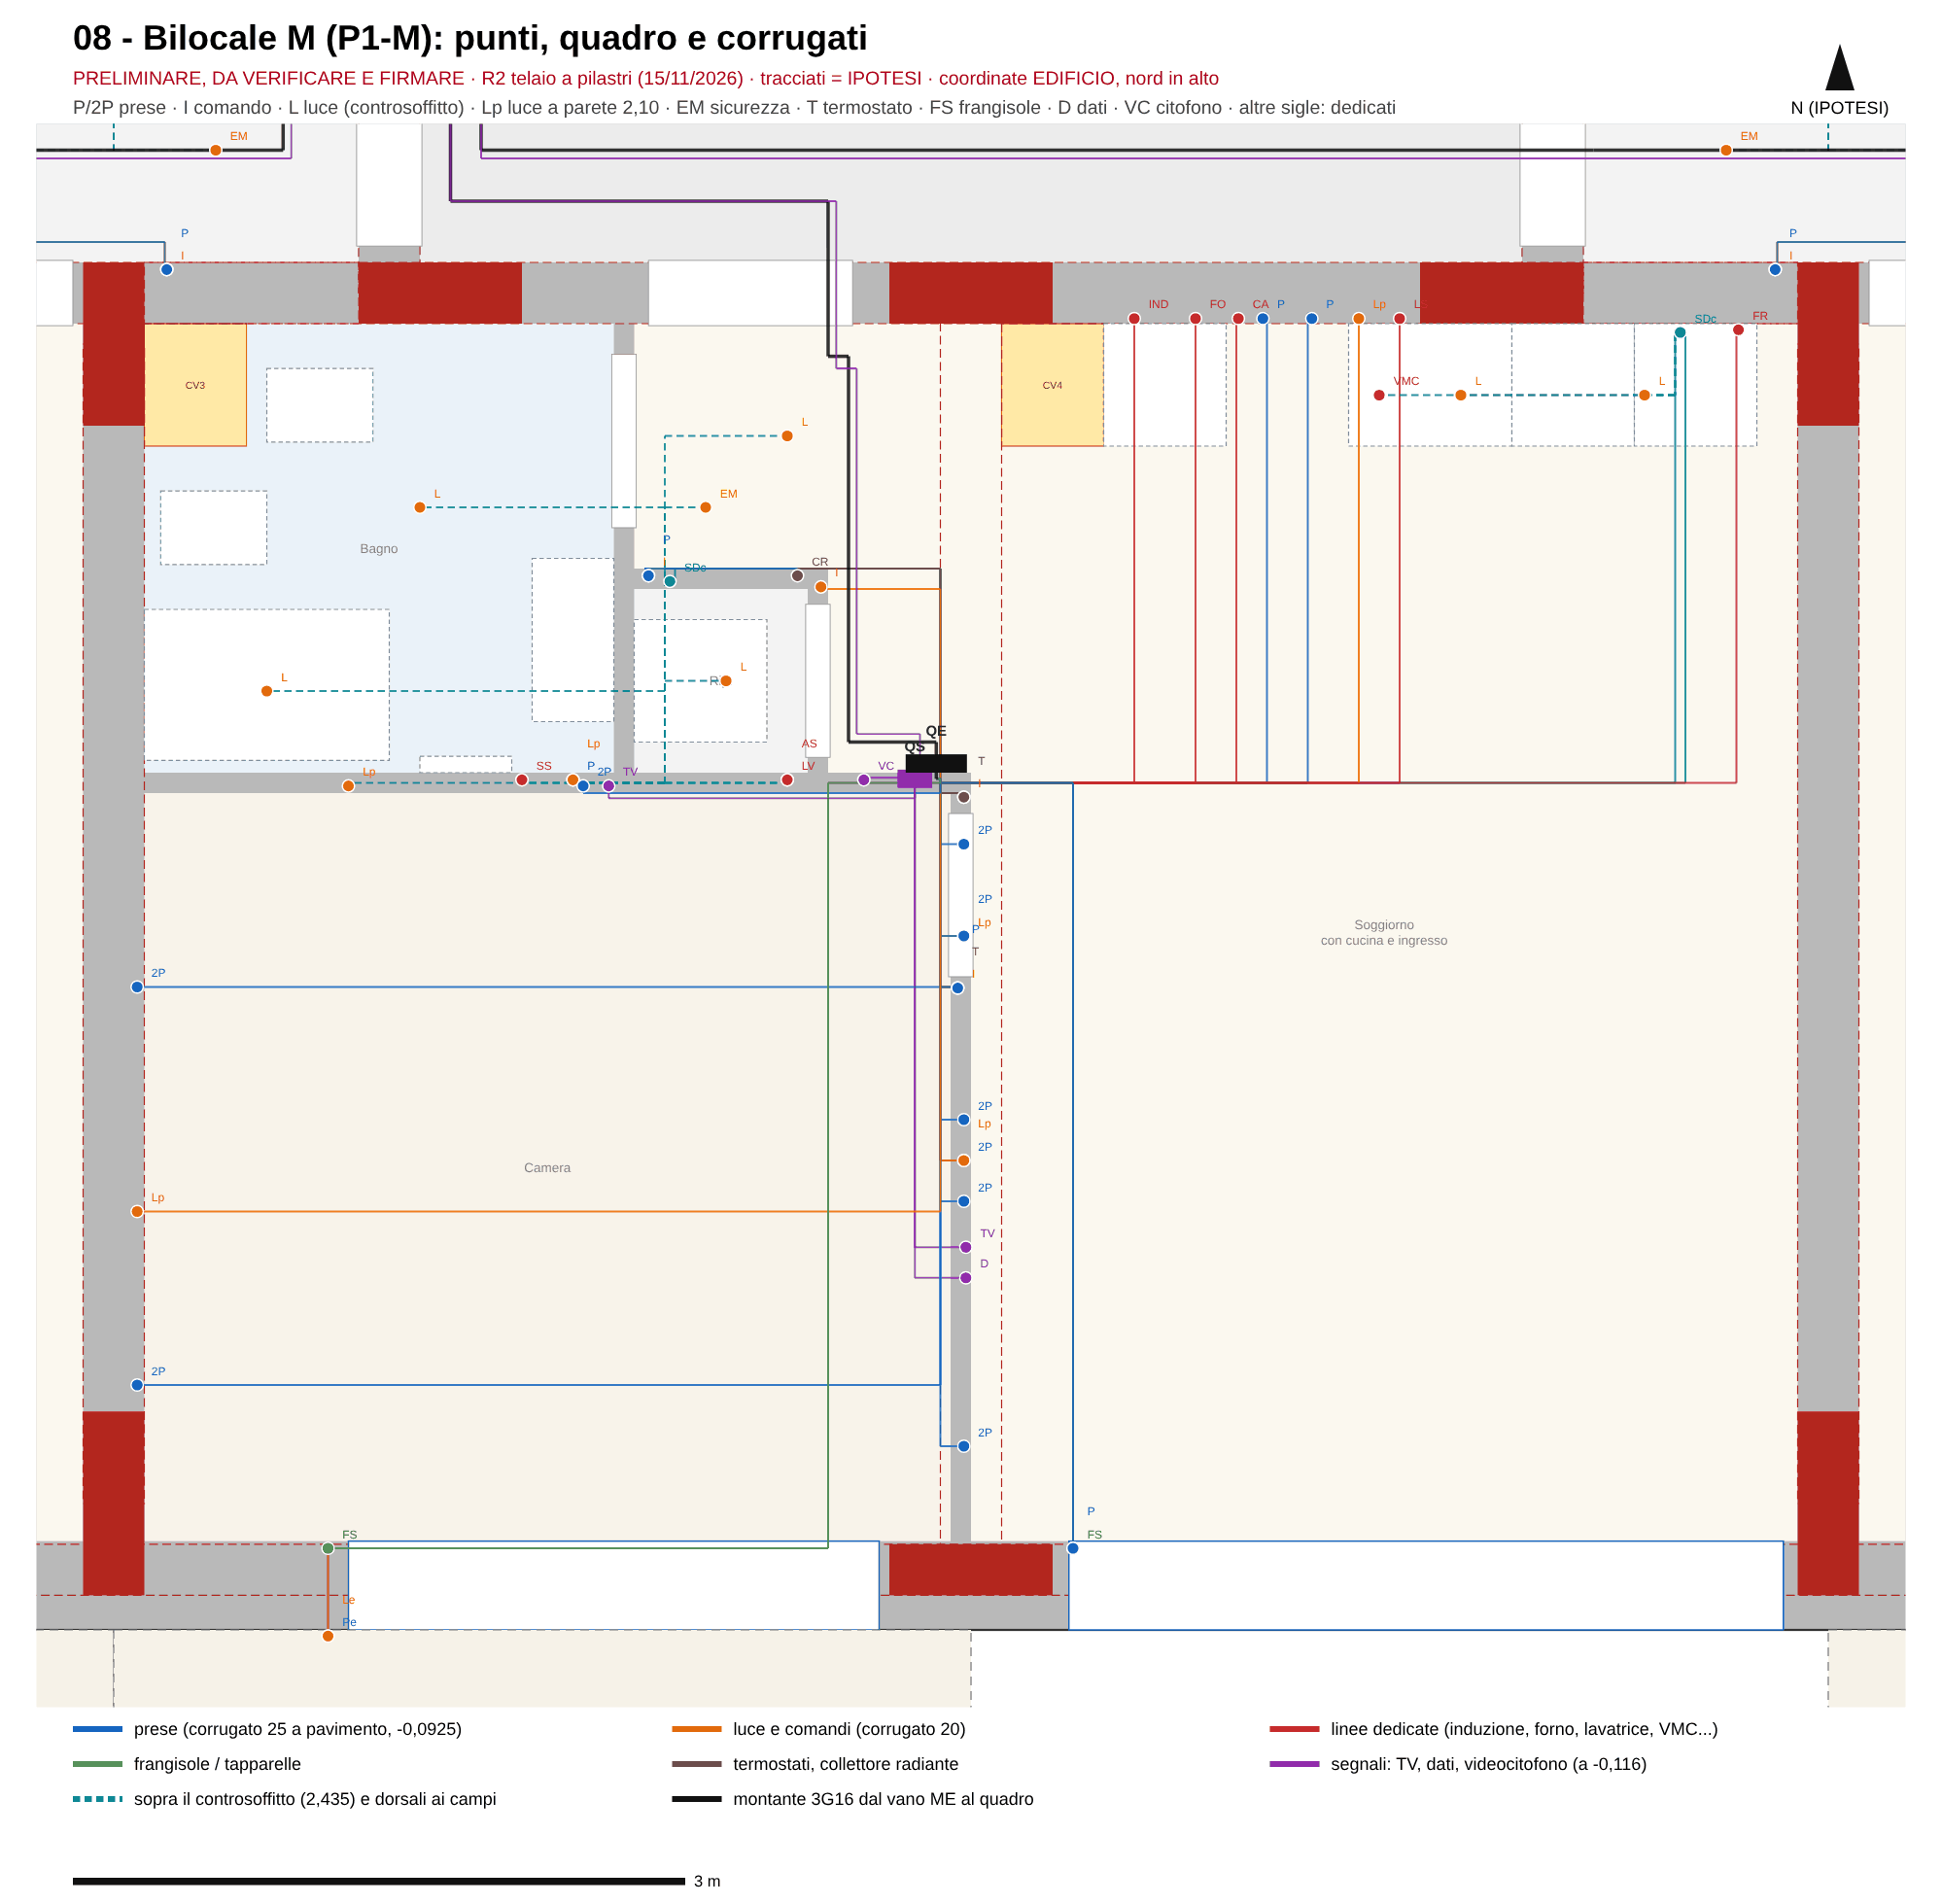 08 - Bilocale M (P1-M): punti, quadro e corrugati
PRELIMINARE, DA VERIFICARE E FIRMARE · R2 telaio a pilastri (15/11/2026) · tracciati = IPOTESI · coordinate EDIFICIO, nord in alto
P/2P prese · I comando · L luce (controsoffitto) · Lp luce a parete 2,10 · EM sicurezza · T termostato · FS frangisole · D dati · VC citofono · altre sigle: dedicati
N (IPOTESI)
EM
EM
P
I
P
I
IND
FO
CA
P
P
Lp
L
SDc
FR
CV3
CV4
VMC
L
L
L
L
EM
Bagno
P
SDc
CR
I
L
L
QE
QS
Lp
AS
T
Lp
SS
P
2P
TV
LV
VC
I
2P
2P
Lp
P
T
I
Soggiorno
con cucina e ingresso
2P
2P
Lp
2P
Camera
2P
Lp
TV
D
2P
2P
P
FS
FS
Le
Pe
prese (corrugato 25 a pavimento, -0,0925)
luce e comandi (corrugato 20)
linee dedicate (induzione, forno, lavatrice, VMC...)
frangisole / tapparelle
termostati, collettore radiante
segnali: TV, dati, videocitofono (a -0,116)
sopra il controsoffitto (2,435) e dorsali ai campi
montante 3G16 dal vano ME al quadro
3 m